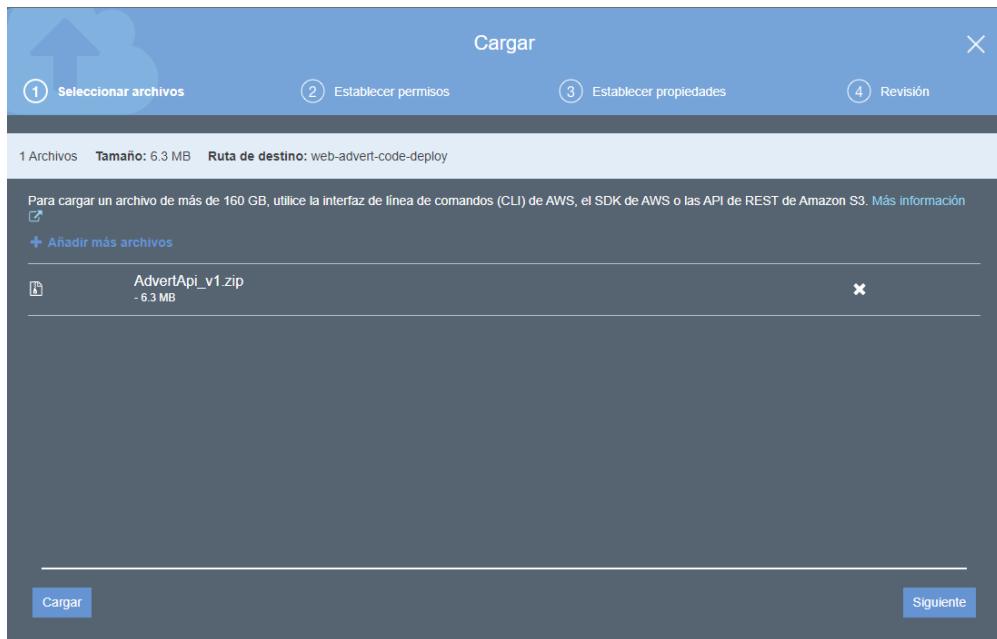 Cargar
1 Seleccionar archivos
2 Establecer permisos
3 Establecer propiedades
4 Revisión
1 Archivos Tamaño: 6.3 MB Ruta de destino: web-advert-code-deploy
Para cargar un archivo de más de 160 GB, utilice la interfaz de línea de comandos (CLI) de AWS, el SDK de AWS o las API de REST de Amazon S3. Más información
+ Añadir más archivos
AdvertApi_v1.zip
- 6.3 MB
Cargar
Siguiente